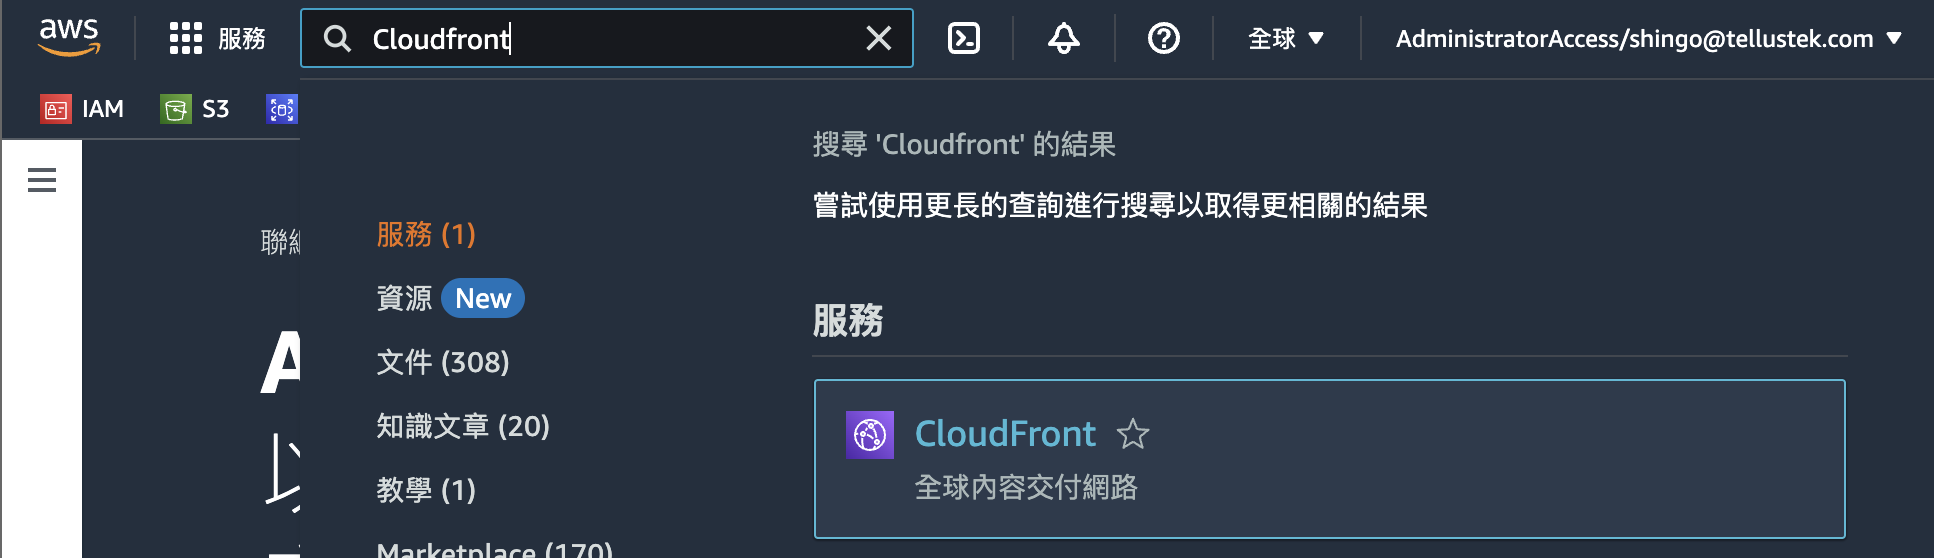 aws
服務
Cloudfront
全球
AdministratorAccess/shingo@tellustek.com
IAM
S3
搜尋 'Cloudfront' 的結果
嘗試使用更長的查詢進行搜尋以取得更相關的結果
聯
服務 (1)
資源 New
文件 (308)
知識文章 (20)
教學 (1)
Marketplace (170)
服務
CloudFront
全球內容交付網路
A
以